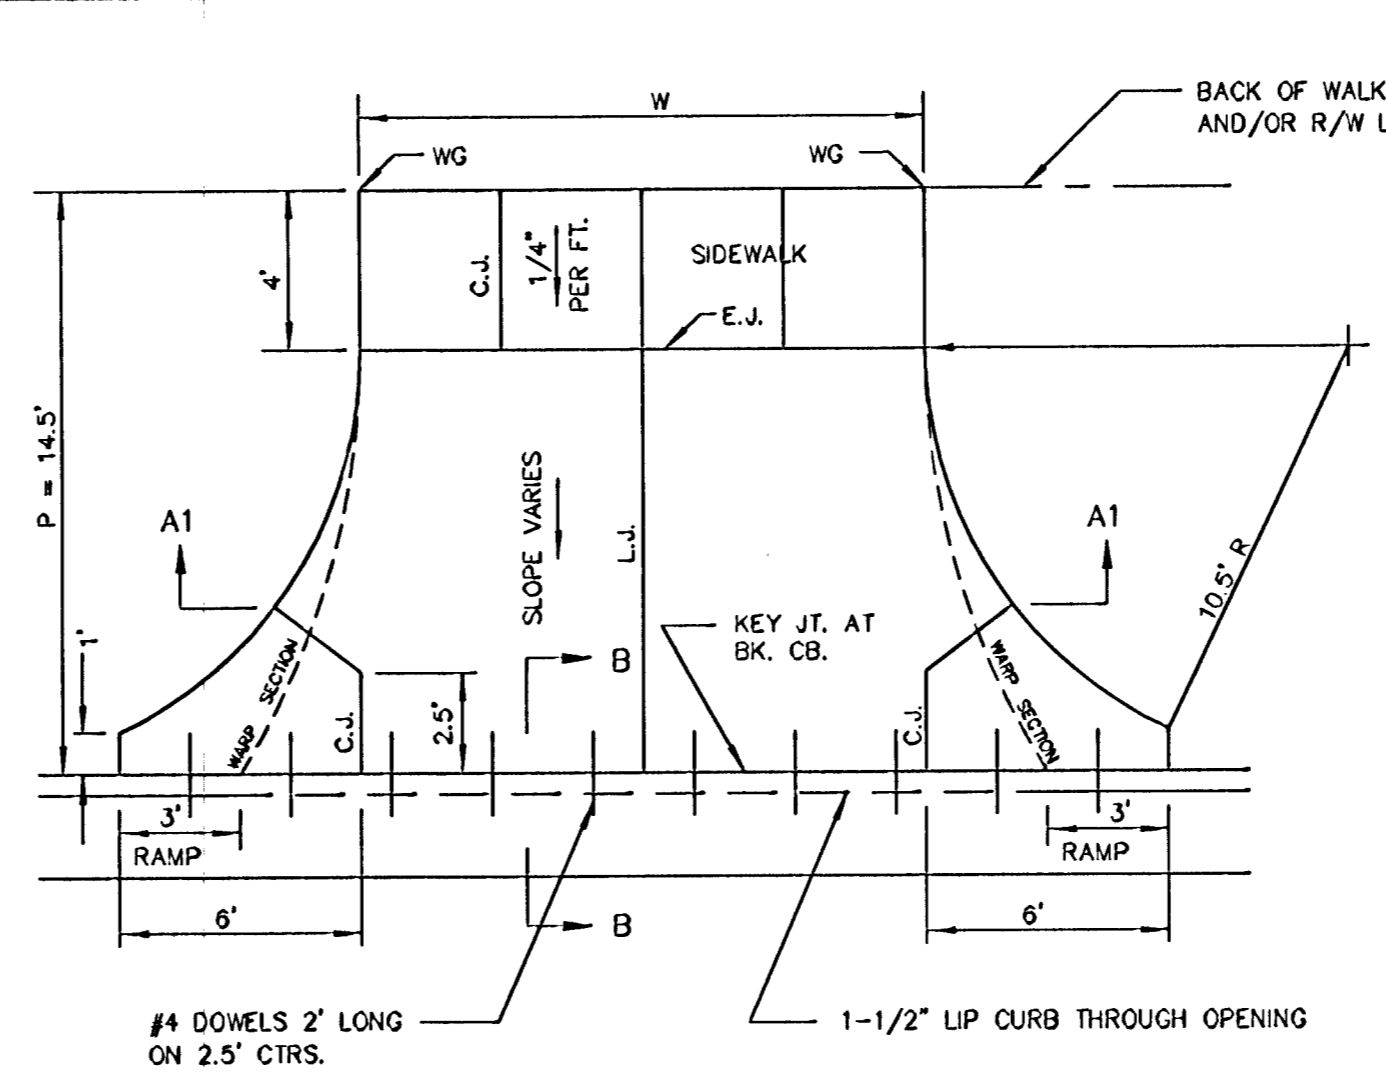 W
BACK OF WALK
AND/OR R/W L
WG
WG
4'
C.J.
1/4"
PER FT.
SIDEWALK
E.J.
P = 14.5'
A1
SLOPE VARIES
L.J.
A1
10.5' R
1'
WARP SECTION
C.J.
2.5'
B
KEY JT. AT
BK. CB.
C.J.
WARP SECTION
3'
RAMP
3'
RAMP
6'
B
6'
#4 DOWELS 2' LONG
ON 2.5' CTRS.
1-1/2" LIP CURB THROUGH OPENING